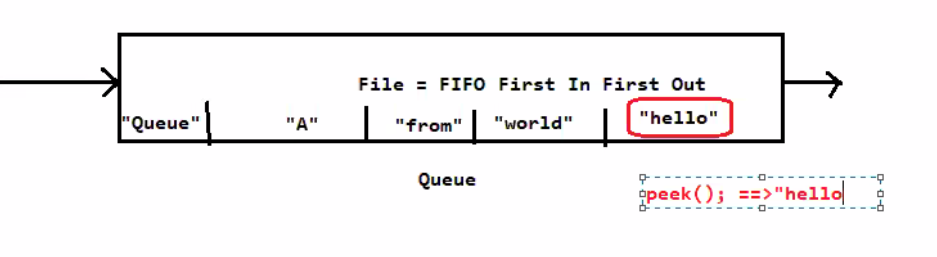 File = FIFO First In First Out
"Queue" "A" "from" "world" "hello"
Queue
peek(); ==>"hello